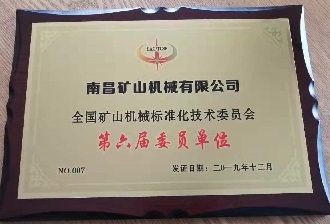 南昌矿山机械有限公司
全国矿山机械标准化技术委员会
第六届委员单位
NO.007
发证日期：二〇一九年十二月